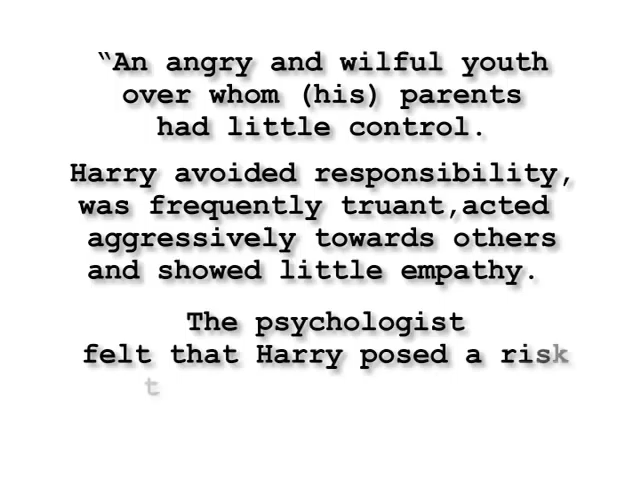 “An angry and wilful youth
over whom (his) parents
had little control.
Harry avoided responsibility,
was frequently truant,acted
aggressively towards others
and showed little empathy.
The psychologist
felt that Harry posed a risk
t